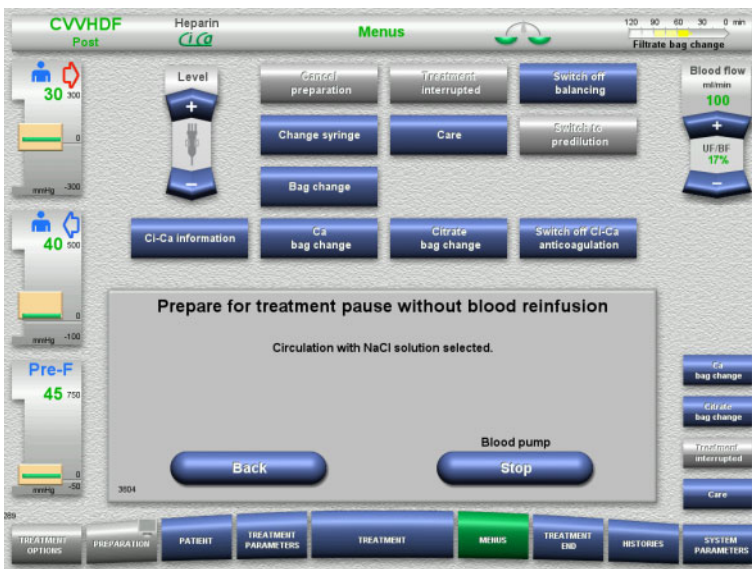 CVVHDF
Post
Heparin
CiCa
Menus
120 90 60 30 0 min
Filtrate bag change
30 300
0
mmHg -300
Level
+
−
Cancel
preparation
Treatment
interrupted
Switch off
balancing
Change syringe
Care
Switch to
predilution
Bag change
Ci-Ca information
Ca
bag change
Citrate
bag change
Switch off Ci-Ca
anticoagulation
Blood flow
ml/min
100
+
UF/BF
17%
−
40 500
0
mmHg -100
Pre-F
45 750
0
mmHg -50
Prepare for treatment pause without blood reinfusion
Circulation with NaCl solution selected.
Blood pump
Back
Stop
3604
Ca
bag change
Citrate
bag change
Treatment
interrupted
Care
TREATMENT
OPTIONS
PREPARATION
PATIENT
TREATMENT
PARAMETERS
TREATMENT
MENUS
TREATMENT
END
HISTORIES
SYSTEM
PARAMETERS